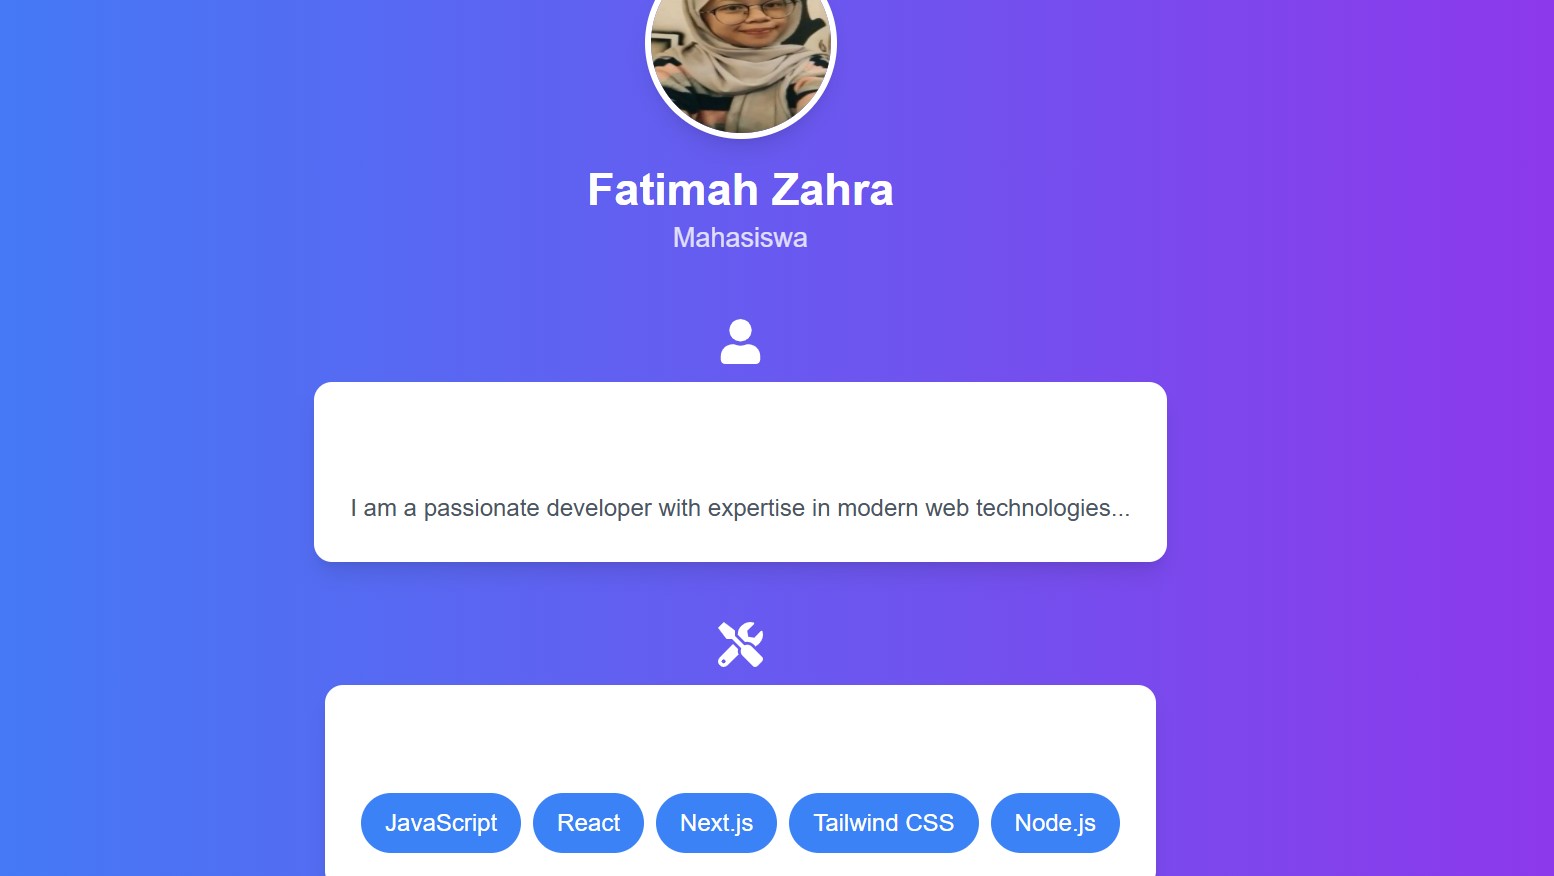 Fatimah Zahra
Mahasiswa
I am a passionate developer with expertise in modern web technologies...
JavaScript React Next.js Tailwind CSS Node.js